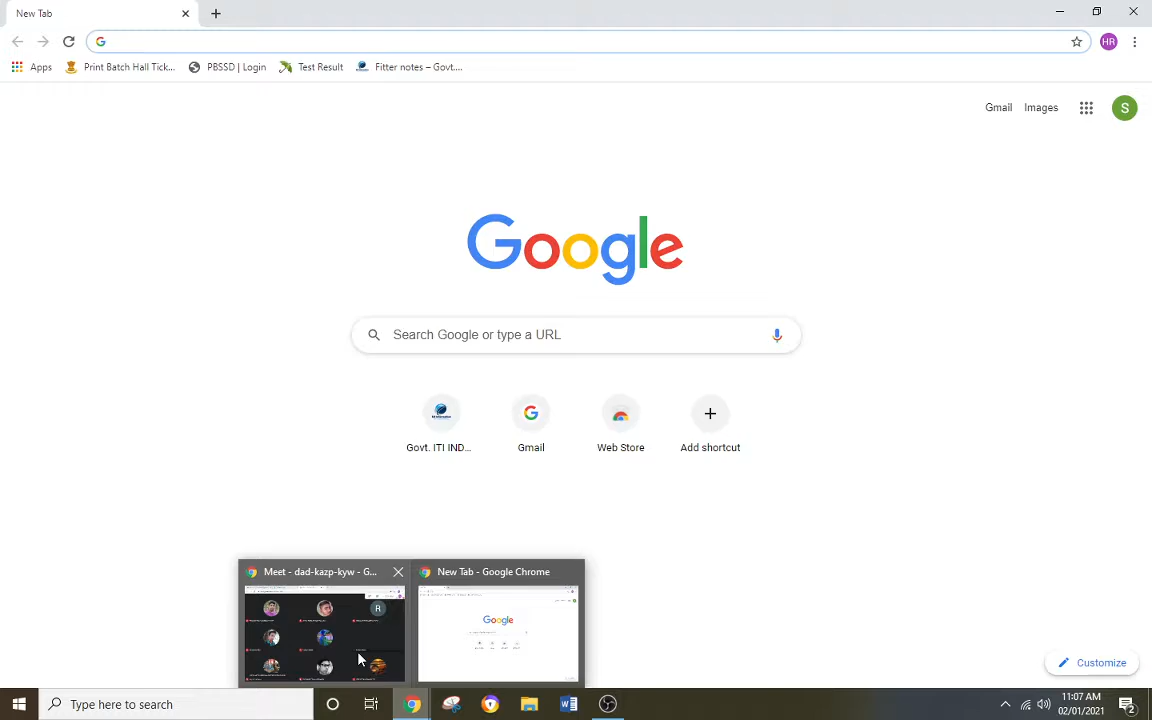 New Tab
HR
Apps
Print Batch Hall Tick...
PBSSD | Login
Test Result
Fitter notes – Govt....
Gmail
Images
S
Google
Search Google or type a URL
Govt. ITI IND...
Gmail
Web Store
Add shortcut
Meet - dad-kazp-kyw - G...
New Tab - Google Chrome
R
Google
Customize
Type here to search
11:07 AM
02/01/2021
2